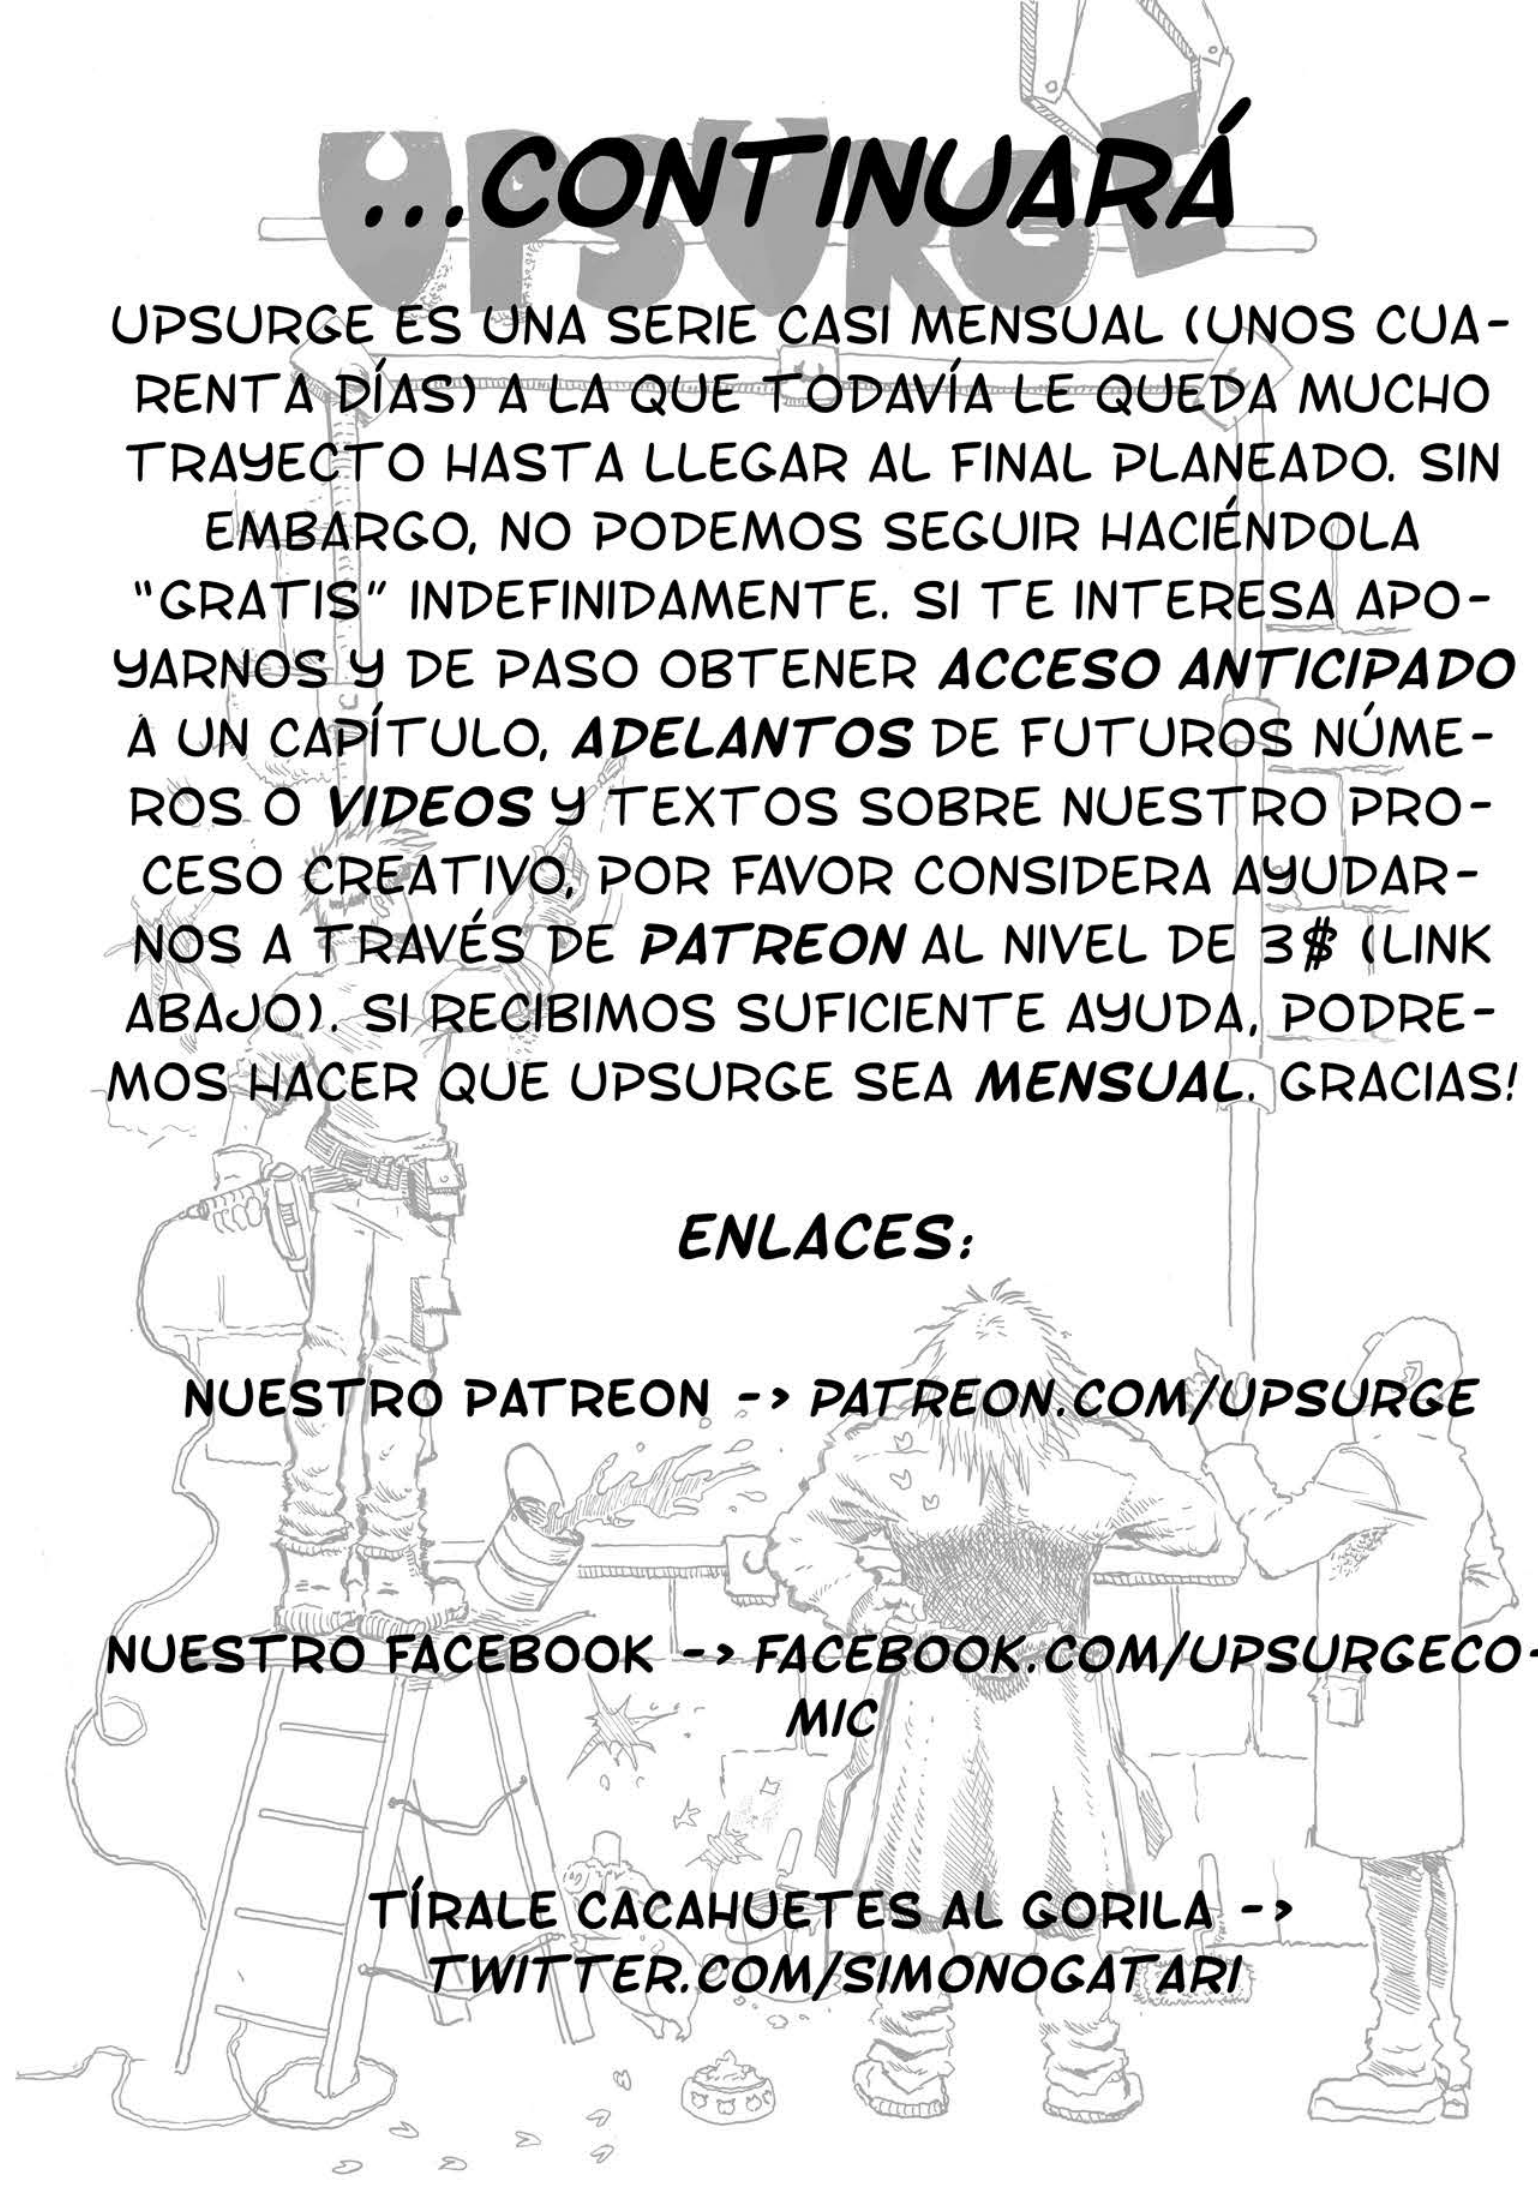 UPSURGE
...CONTINUARÁ
UPSURGE ES UNA SERIE CASI MENSUAL (UNOS CUA-
RENTA DÍAS) A LA QUE TODAVÍA LE QUEDA MUCHO
TRAYECTO HASTA LLEGAR AL FINAL PLANEADO. SIN
EMBARGO, NO PODEMOS SEGUIR HACIÉNDOLA
"GRATIS" INDEFINIDAMENTE. SI TE INTERESA APO-
YARNOS Y DE PASO OBTENER ACCESO ANTICIPADO
A UN CAPÍTULO, ADELANTOS DE FUTUROS NÚME-
ROS O VIDEOS Y TEXTOS SOBRE NUESTRO PRO-
CESO CREATIVO, POR FAVOR CONSIDERA AYUDAR-
NOS A TRAVÉS DE PATREON AL NIVEL DE 3$ (LINK
ABAJO). SI RECIBIMOS SUFICIENTE AYUDA, PODRE-
MOS HACER QUE UPSURGE SEA MENSUAL. GRACIAS!
ENLACES:
NUESTRO PATREON -> PATREON.COM/UPSURGE
NUESTRO FACEBOOK -> FACEBOOK.COM/UPSURGECO-
MIC
TÍRALE CACAHUETES AL GORILA ->
TWITTER.COM/SIMONOGATARI